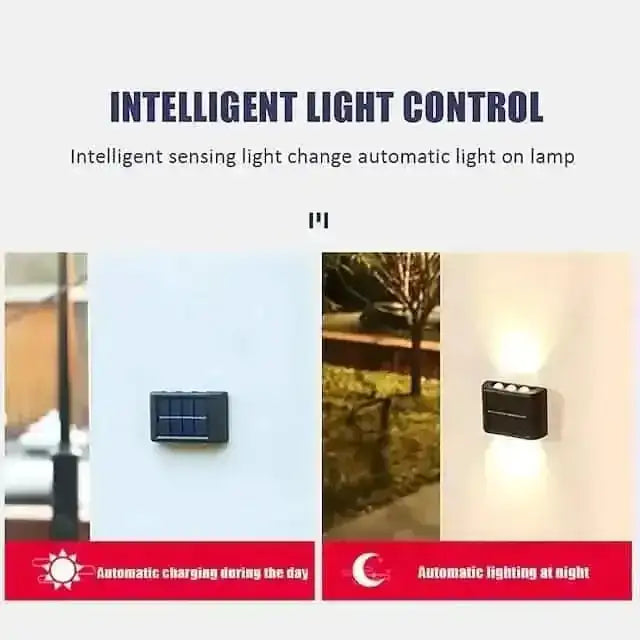 INTELLIGENT LIGHT CONTROL
Intelligent sensing light change automatic light on lamp
Automatic charging during the day
Automatic lighting at night